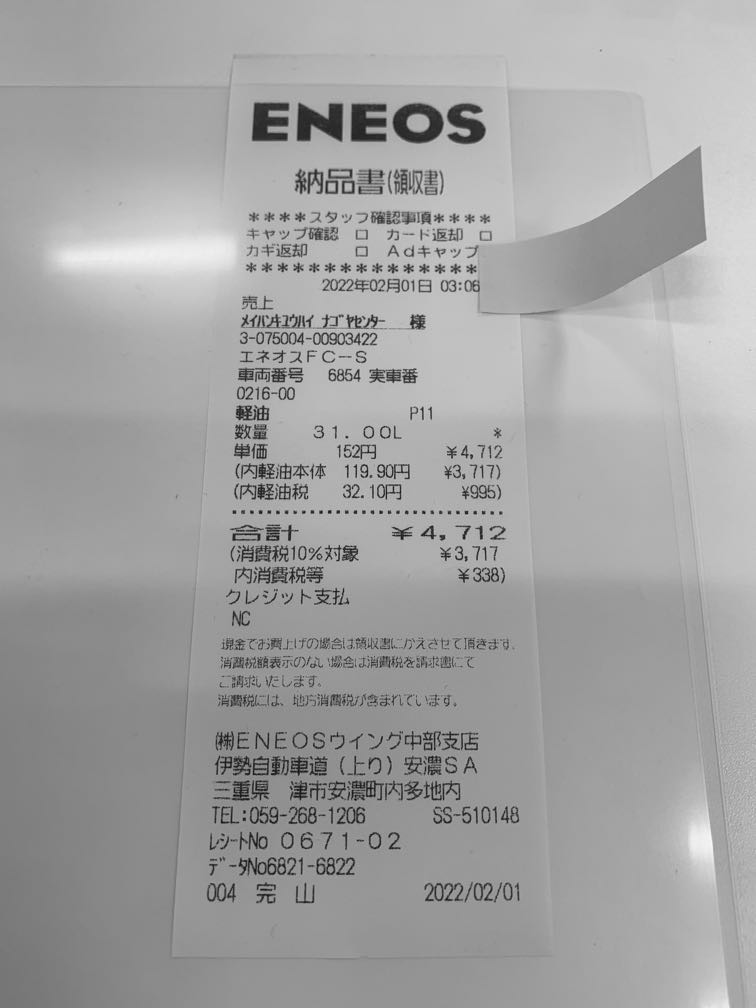 ENEOS
納品書(領収書)
****スタッフ確認事項****
キャップ確認 □ カード返却 □
カギ返却 □ Adキャップ
***************
2022年02月01日 03:06
売上
ﾒｲﾊﾝｷﾕｳﾊｲ ﾅｺﾞﾔｾﾝﾀｰ 様
3-075004-00903422
エネオスFC-S
車両番号 6854 実車番
0216-00
軽油 P11
数量 31.00L *
単価 152円 ¥4,712
(内軽油本体 119.90円 ¥3,717)
(内軽油税 32.10円 ¥995)
合計 ¥4,712
(消費税10%対象 ¥3,717
内消費税等 ¥338)
クレジット支払
NC
現金でお買上げの場合は領収書にかえさせて頂きます。
消費税額表示のない場合は消費税を請求書にて
ご請求いたします。
消費税には、地方消費税が含まれています。
㈱ENEOSウイング中部支店
伊勢自動車道(上り)安濃SA
三重県 津市安濃町内多地内
TEL:059-268-1206 SS-510148
ﾚｼｰﾄNo 0671-02
ﾃﾞｰﾀNo6821-6822
004 完 山 2022/02/01